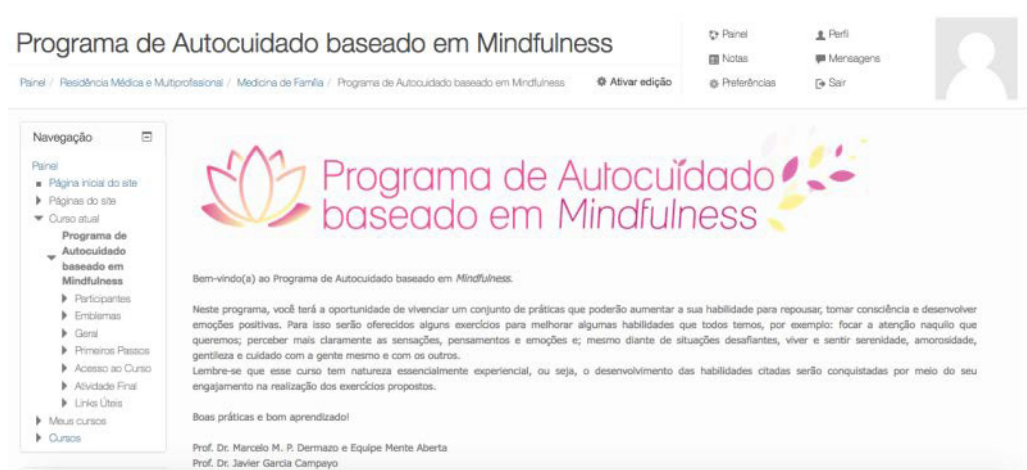 Programa de Autocuidado baseado em Mindfulness
Painel / Residência Médica e Multiprofissional / Medicina de Família / Programa de Autocuidado baseado em Mindfulness
Ativar edição
Painel
Perfil
Notas
Mensagens
Preferências
Sair
Navegação
Painel
Página inicial do site
Páginas do site
Curso atual
Programa de
Autocuidado
baseado em
Mindfulness
Participantes
Emblemas
Geral
Primeiros Passos
Acesso ao Curso
Atividade Final
Links Úteis
Meus cursos
Cursos
Programa de Autocuidado
baseado em Mindfulness
Bem-vindo(a) ao Programa de Autocuidado baseado em Mindfulness.
Neste programa, você terá a oportunidade de vivenciar um conjunto de práticas que poderão aumentar a sua habilidade para repousar, tomar consciência e desenvolver
emoções positivas. Para isso serão oferecidos alguns exercícios para melhorar algumas habilidades que todos temos, por exemplo: focar a atenção naquilo que
queremos; perceber mais claramente as sensações, pensamentos e emoções e; mesmo diante de situações desafiantes, viver e sentir serenidade, amorosidade,
gentileza e cuidado com a gente mesmo e com os outros.
Lembre-se que esse curso tem natureza essencialmente experiencial, ou seja, o desenvolvimento das habilidades citadas serão conquistadas por meio do seu
engajamento na realização dos exercícios propostos.
Boas práticas e bom aprendizado!
Prof. Dr. Marcelo M. P. Dermazo e Equipe Mente Aberta
Prof. Dr. Javier Garcia Campayo